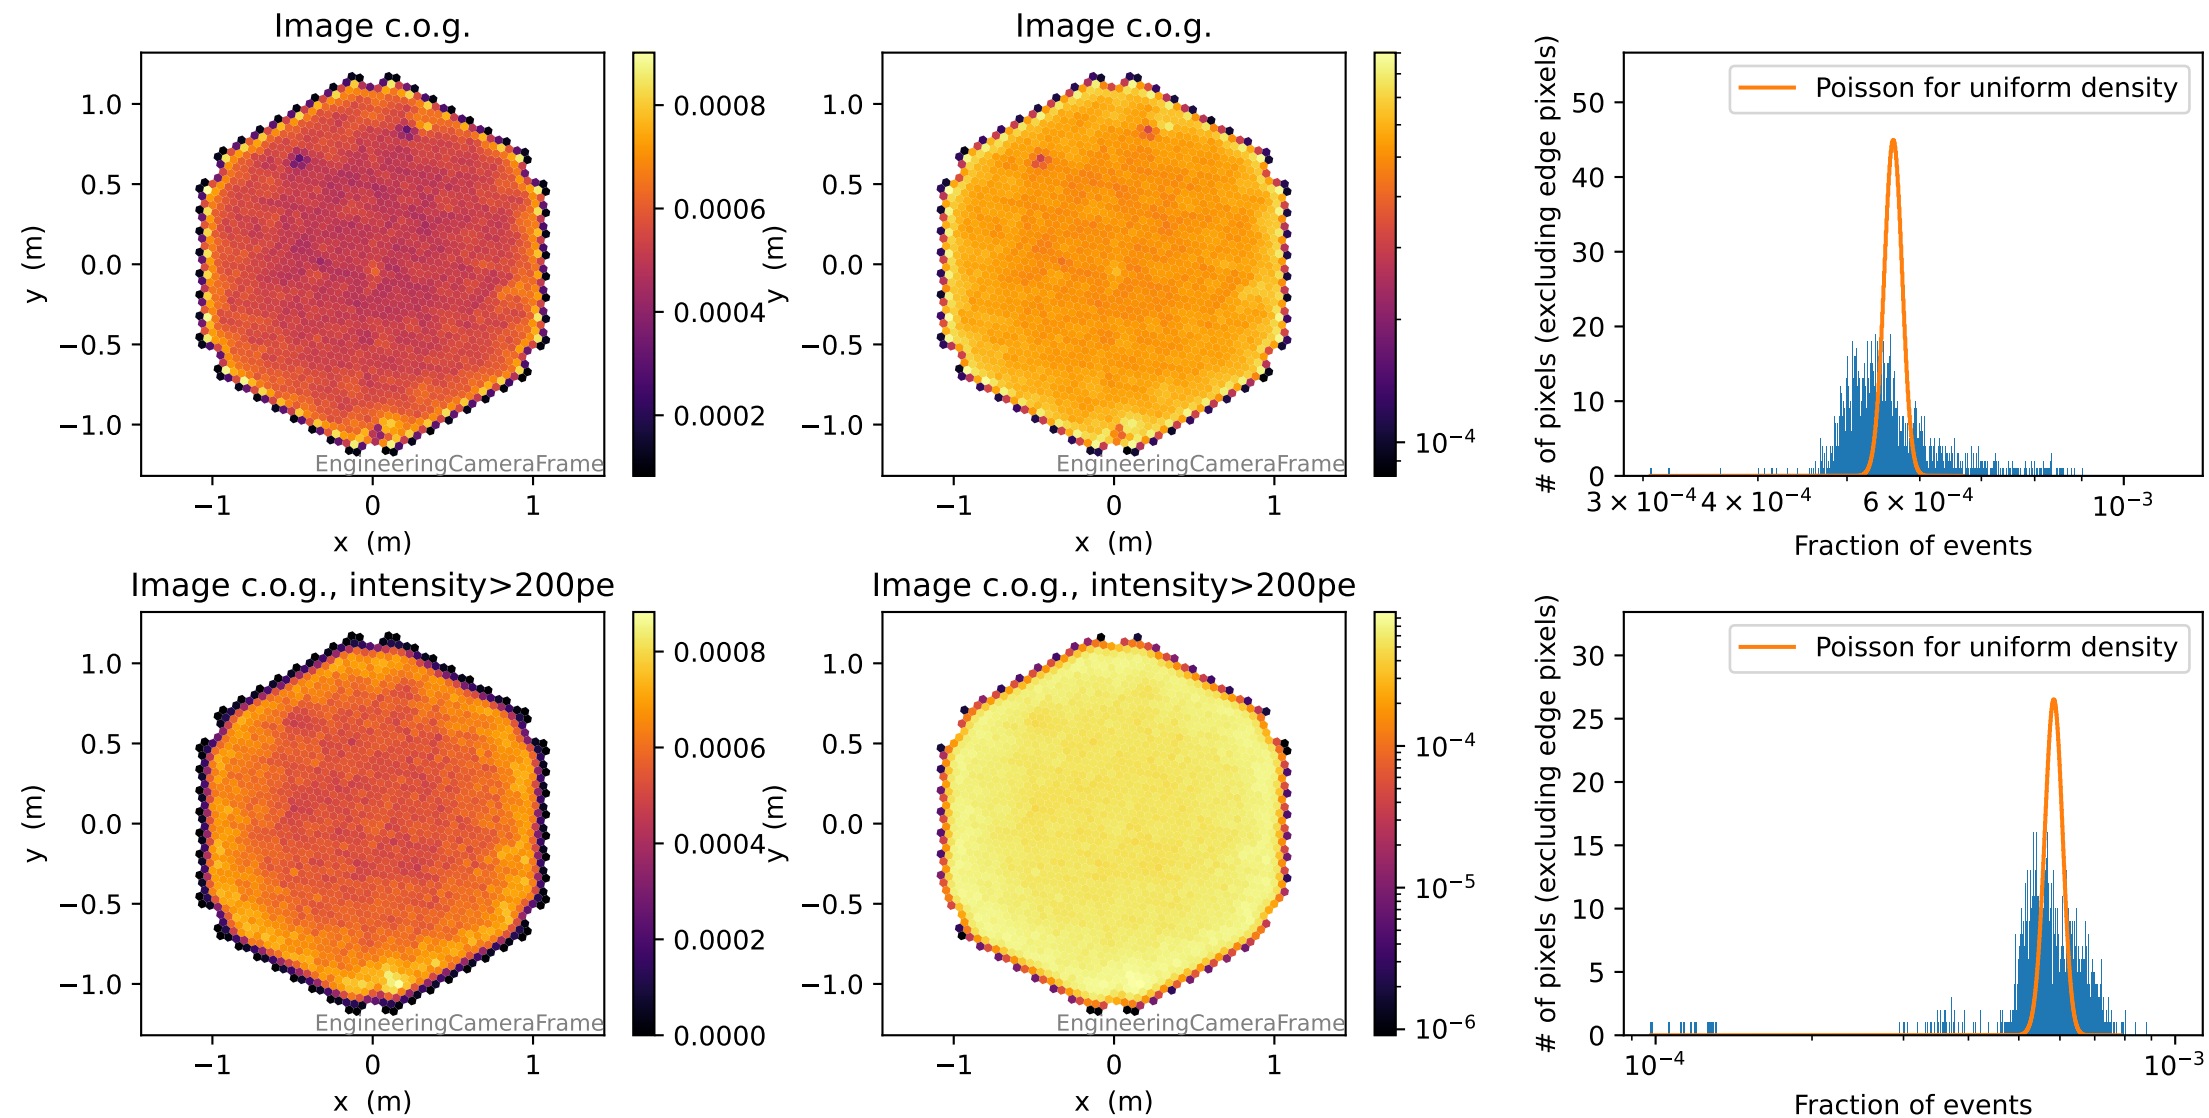 Image c.o.g.
y (m)
1.0
0.5
0.0
−0.5
−1.0
−1
0
1
x (m)
EngineeringCameraFrame
0.0008
0.0006
0.0004
0.0002
Image c.o.g.
y (m)
1.0
0.5
0.0
−0.5
−1.0
−1
0
1
x (m)
EngineeringCameraFrame
10⁻⁴
# of pixels (excluding edge pixels)
50
40
30
20
10
0
Poisson for uniform density
3 × 10⁻⁴
4 × 10⁻⁴
6 × 10⁻⁴
10⁻³
Fraction of events
Image c.o.g., intensity>200pe
y (m)
1.0
0.5
0.0
−0.5
−1.0
−1
0
1
x (m)
EngineeringCameraFrame
0.0008
0.0006
0.0004
0.0002
0.0000
Image c.o.g., intensity>200pe
y (m)
1.0
0.5
0.0
−0.5
−1.0
−1
0
1
x (m)
EngineeringCameraFrame
10⁻⁴
10⁻⁵
10⁻⁶
# of pixels (excluding edge pixels)
30
25
20
15
10
5
0
Poisson for uniform density
10⁻⁴
10⁻³
Fraction of events